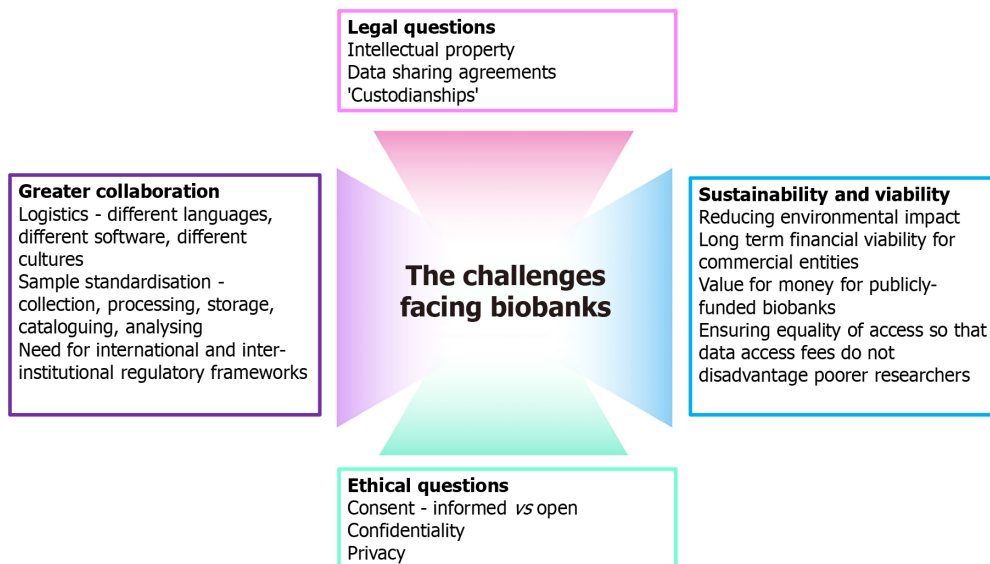 Legal questions
Intellectual property
Data sharing agreements
'Custodianships'
Greater collaboration
Logistics - different languages,
different software, different
cultures
Sample standardisation -
collection, processing, storage,
cataloguing, analysing
Need for international and inter-
institutional regulatory frameworks
The challenges
facing biobanks
Sustainability and viability
Reducing environmental impact
Long term financial viability for
commercial entities
Value for money for publicly-
funded biobanks
Ensuring equality of access so that
data access fees do not
disadvantage poorer researchers
Ethical questions
Consent - informed vs open
Confidentiality
Privacy